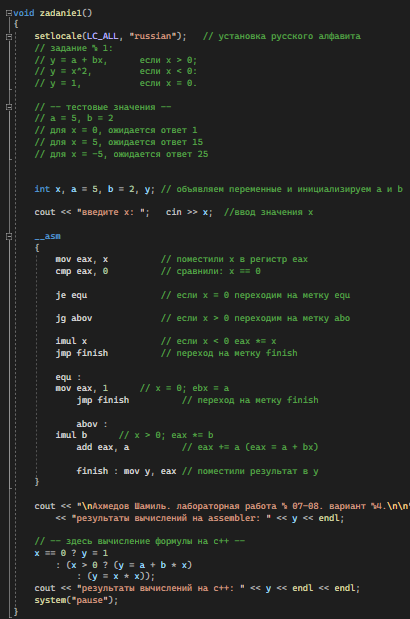 void zadanie1()
{
setlocale(LC_ALL, "russian"); // установка русского алфавита
// задание % 1:
// y = a + bx, если x > 0;
// y = x^2, если x < 0:
// y = 1, если x = 0.
// -- тестовые значения --
// a = 5, b = 2
// для x = 0, ожидается ответ 1
// для x = 5, ожидается ответ 15
// для x = -5, ожидается ответ 25
int x, a = 5, b = 2, y; // объявляем переменные и инициализируем a и b
cout << "введите x: "; cin >> x; //ввод значения x
__asm
{
mov eax, x // поместили x в регистр eax
cmp eax, 0 // сравнили: x == 0
je equ // если x = 0 переходим на метку equ
jg abov // если x > 0 переходим на метку abo
imul x // если x < 0 eax *= x
jmp finish // переход на метку finish
equ :
mov eax, 1 // x = 0; ebx = a
jmp finish // переход на метку finish
abov :
imul b // x > 0; eax *= b
add eax, a // eax += a (eax = a + bx)
finish : mov y, eax // поместили результат в y
}
cout << "\nАхмедов Шамиль. лабораторная работа % 07-08. вариант %4.\n\n"
<< "результаты вычислений на assembler: " << y << endl;
// -- здесь вычисление формулы на c++ --
x == 0 ? y = 1
: (x > 0 ? (y = a + b * x)
: (y = x * x));
cout << "результаты вычислений на c++: " << y << endl << endl;
system("pause");
}